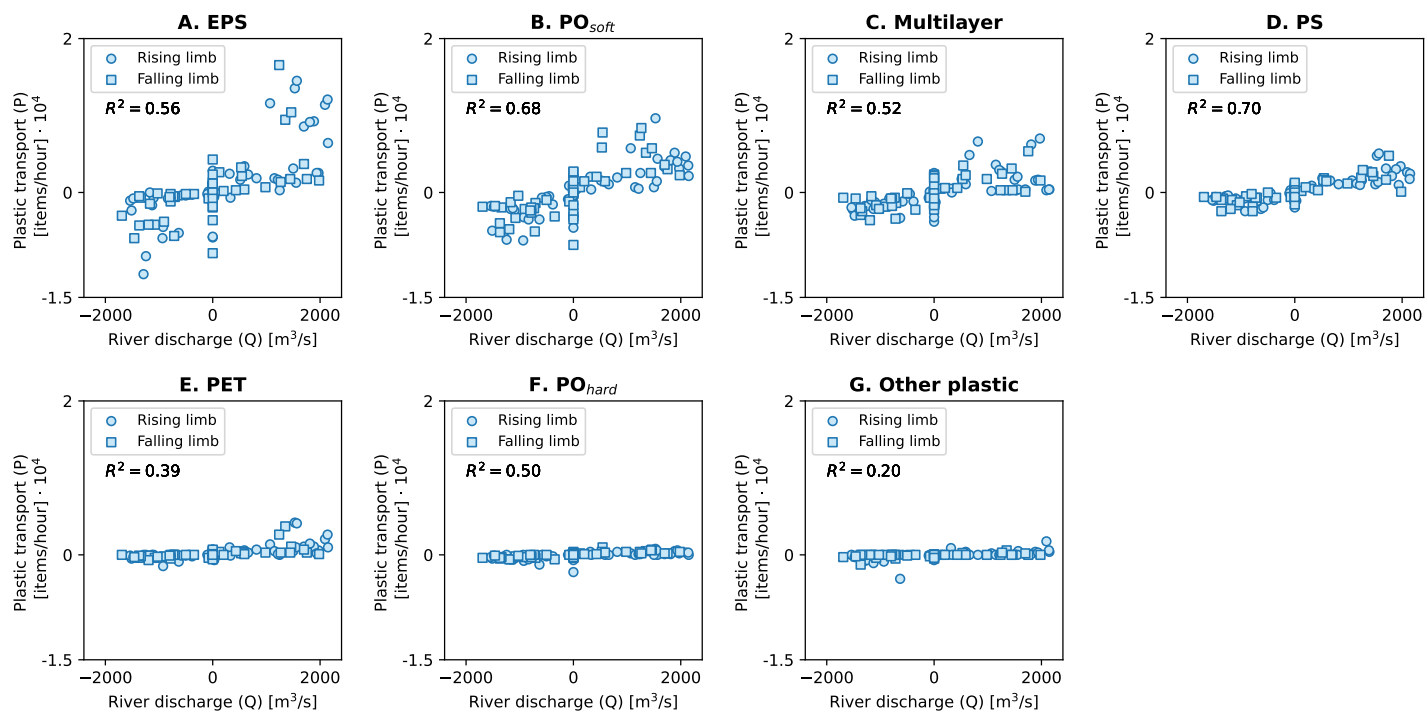 A. EPS
2
Rising limb
Falling limb
R² = 0.56
0
-1.5
Plastic transport (P)
[items/hour] · 10⁴
−2000 0 2000
River discharge (Q) [m³/s]
B. PO_soft
2
Rising limb
Falling limb
R² = 0.68
0
-1.5
Plastic transport (P)
[items/hour] · 10⁴
−2000 0 2000
River discharge (Q) [m³/s]
C. Multilayer
2
Rising limb
Falling limb
R² = 0.52
0
-1.5
Plastic transport (P)
[items/hour] · 10⁴
−2000 0 2000
River discharge (Q) [m³/s]
D. PS
2
Rising limb
Falling limb
R² = 0.70
0
-1.5
Plastic transport (P)
[items/hour] · 10⁴
−2000 0 2000
River discharge (Q) [m³/s]
E. PET
2
Rising limb
Falling limb
R² = 0.39
0
-1.5
Plastic transport (P)
[items/hour] · 10⁴
−2000 0 2000
River discharge (Q) [m³/s]
F. PO_hard
2
Rising limb
Falling limb
R² = 0.50
0
-1.5
Plastic transport (P)
[items/hour] · 10⁴
−2000 0 2000
River discharge (Q) [m³/s]
G. Other plastic
2
Rising limb
Falling limb
R² = 0.20
0
-1.5
Plastic transport (P)
[items/hour] · 10⁴
−2000 0 2000
River discharge (Q) [m³/s]